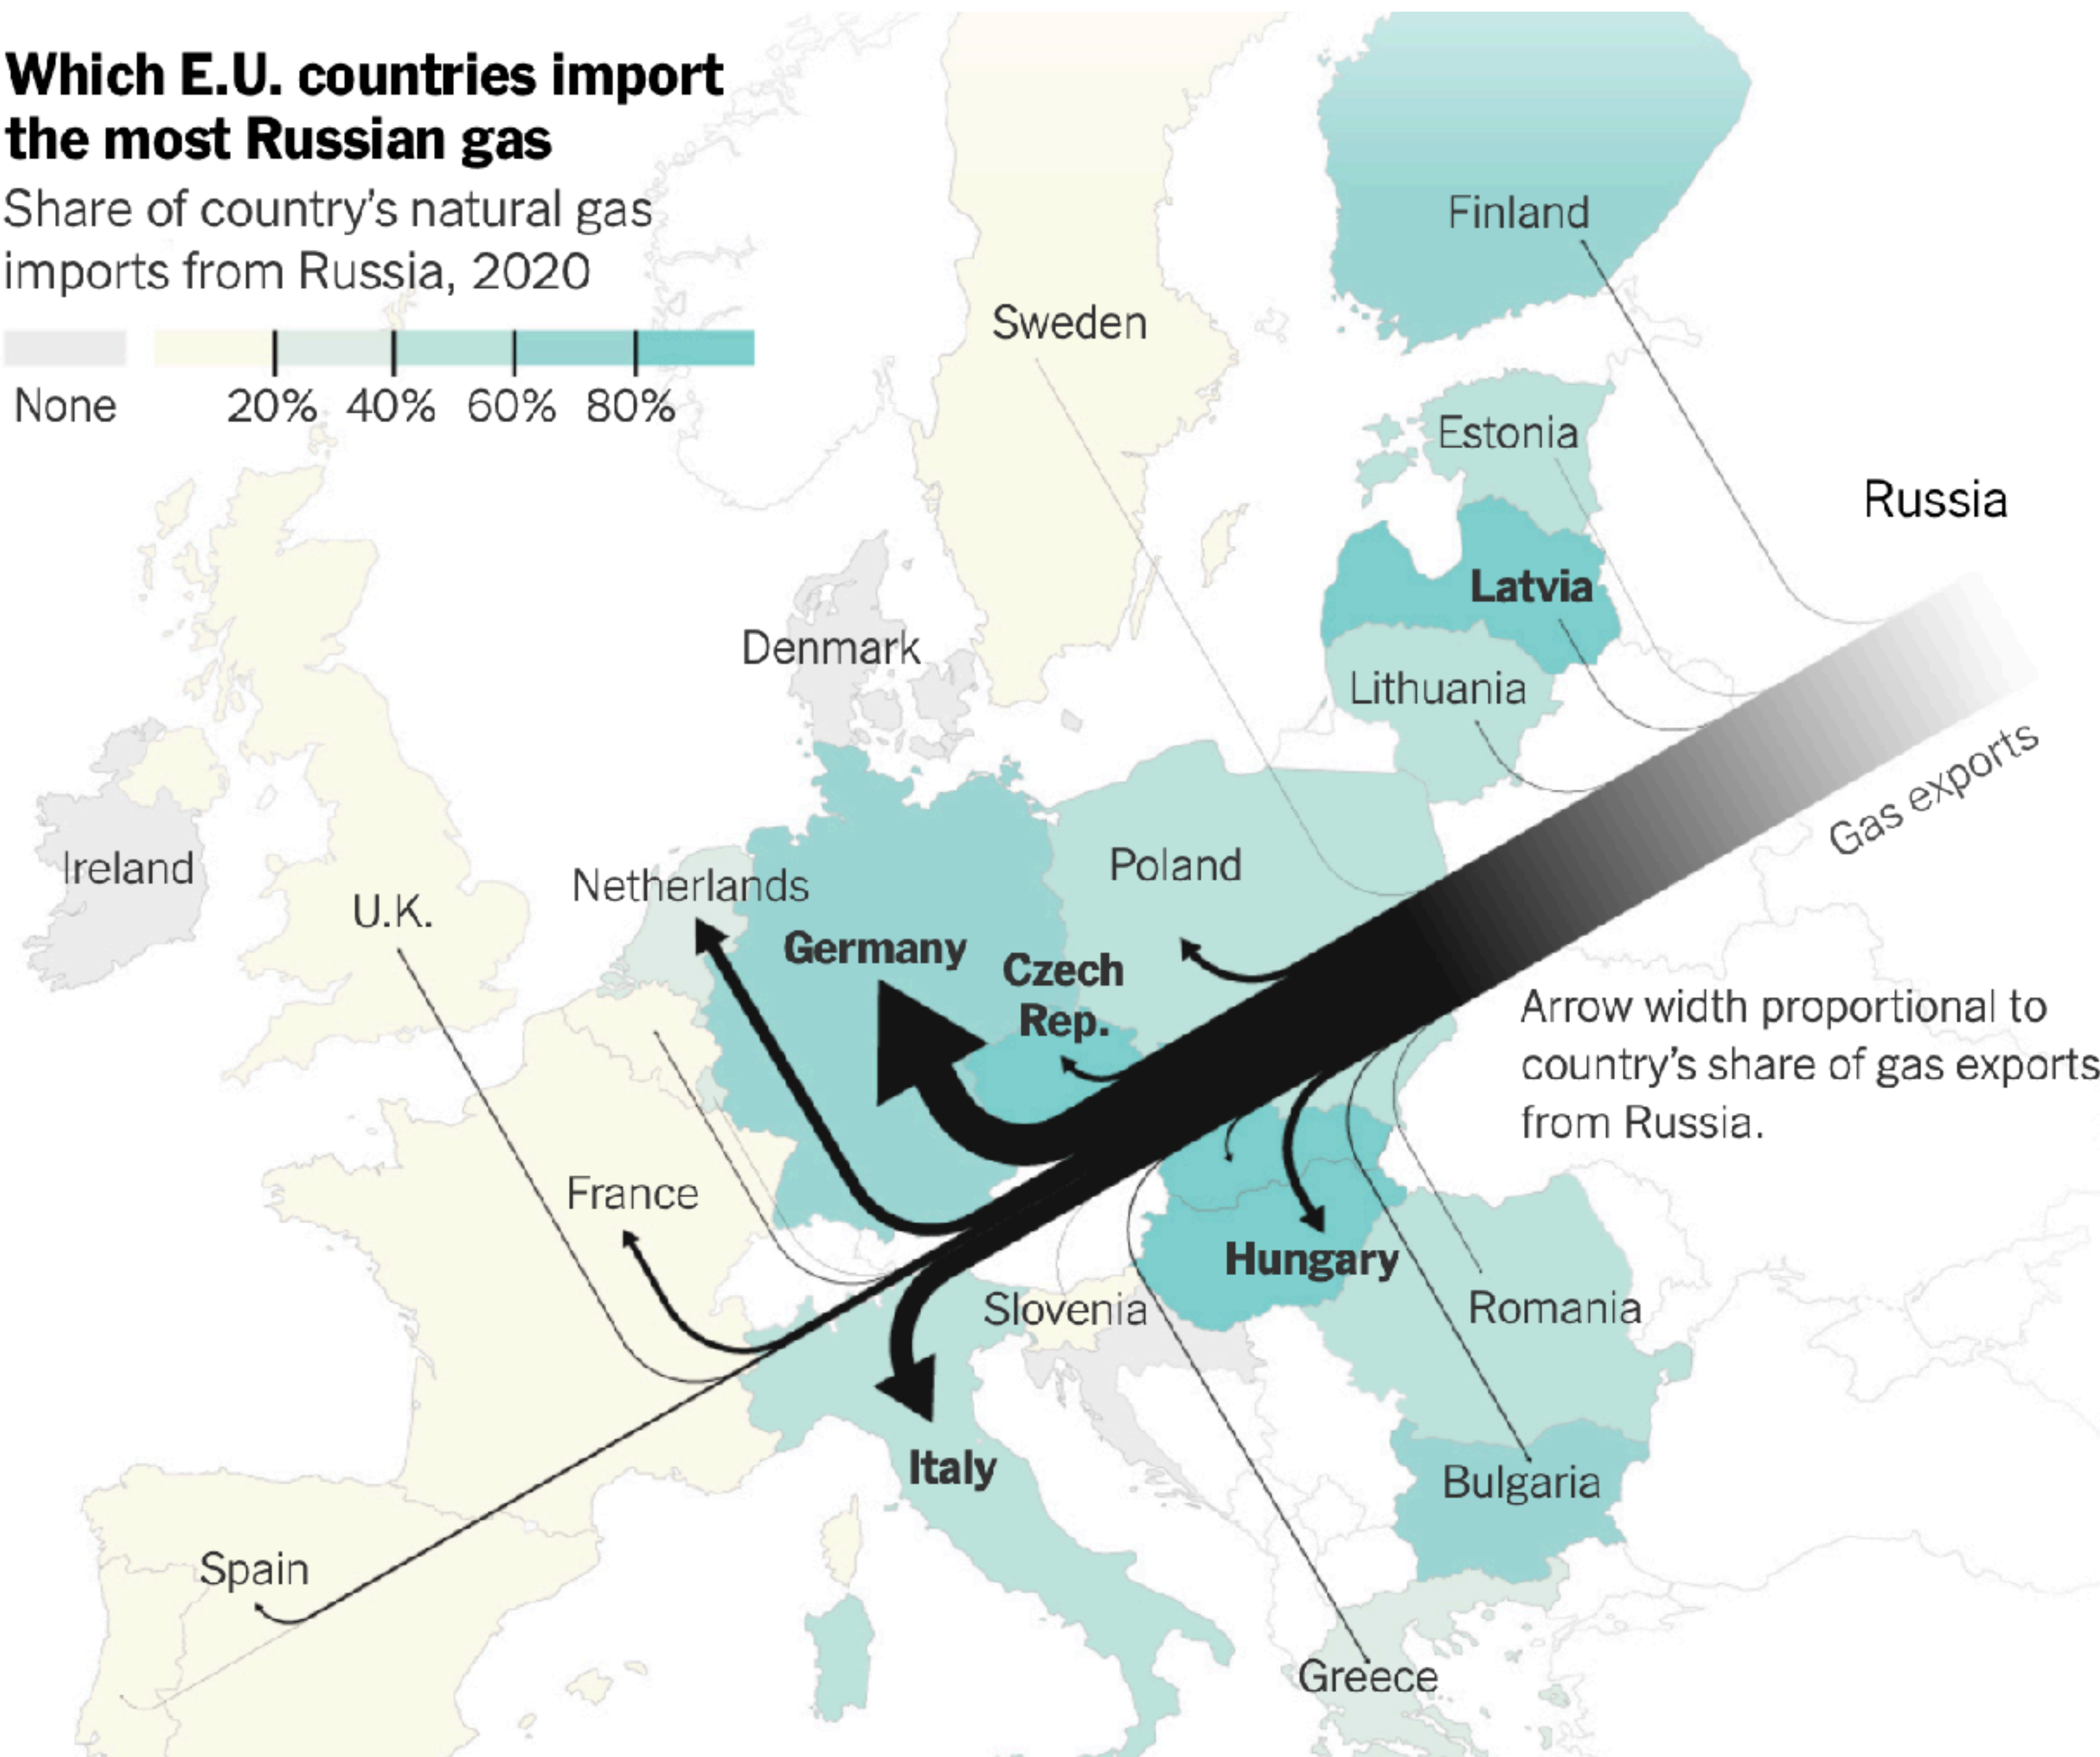 Which E.U. countries import
the most Russian gas
Share of country's natural gas
imports from Russia, 2020
None
20%
40%
60%
80%
Finland
Sweden
Estonia
Russia
Latvia
Denmark
Lithuania
Gas exports
Ireland
U.K.
Netherlands
Poland
Germany
Czech
Rep.
Arrow width proportional to
country's share of gas exports
from Russia.
France
Hungary
Slovenia
Romania
Italy
Bulgaria
Spain
Greece